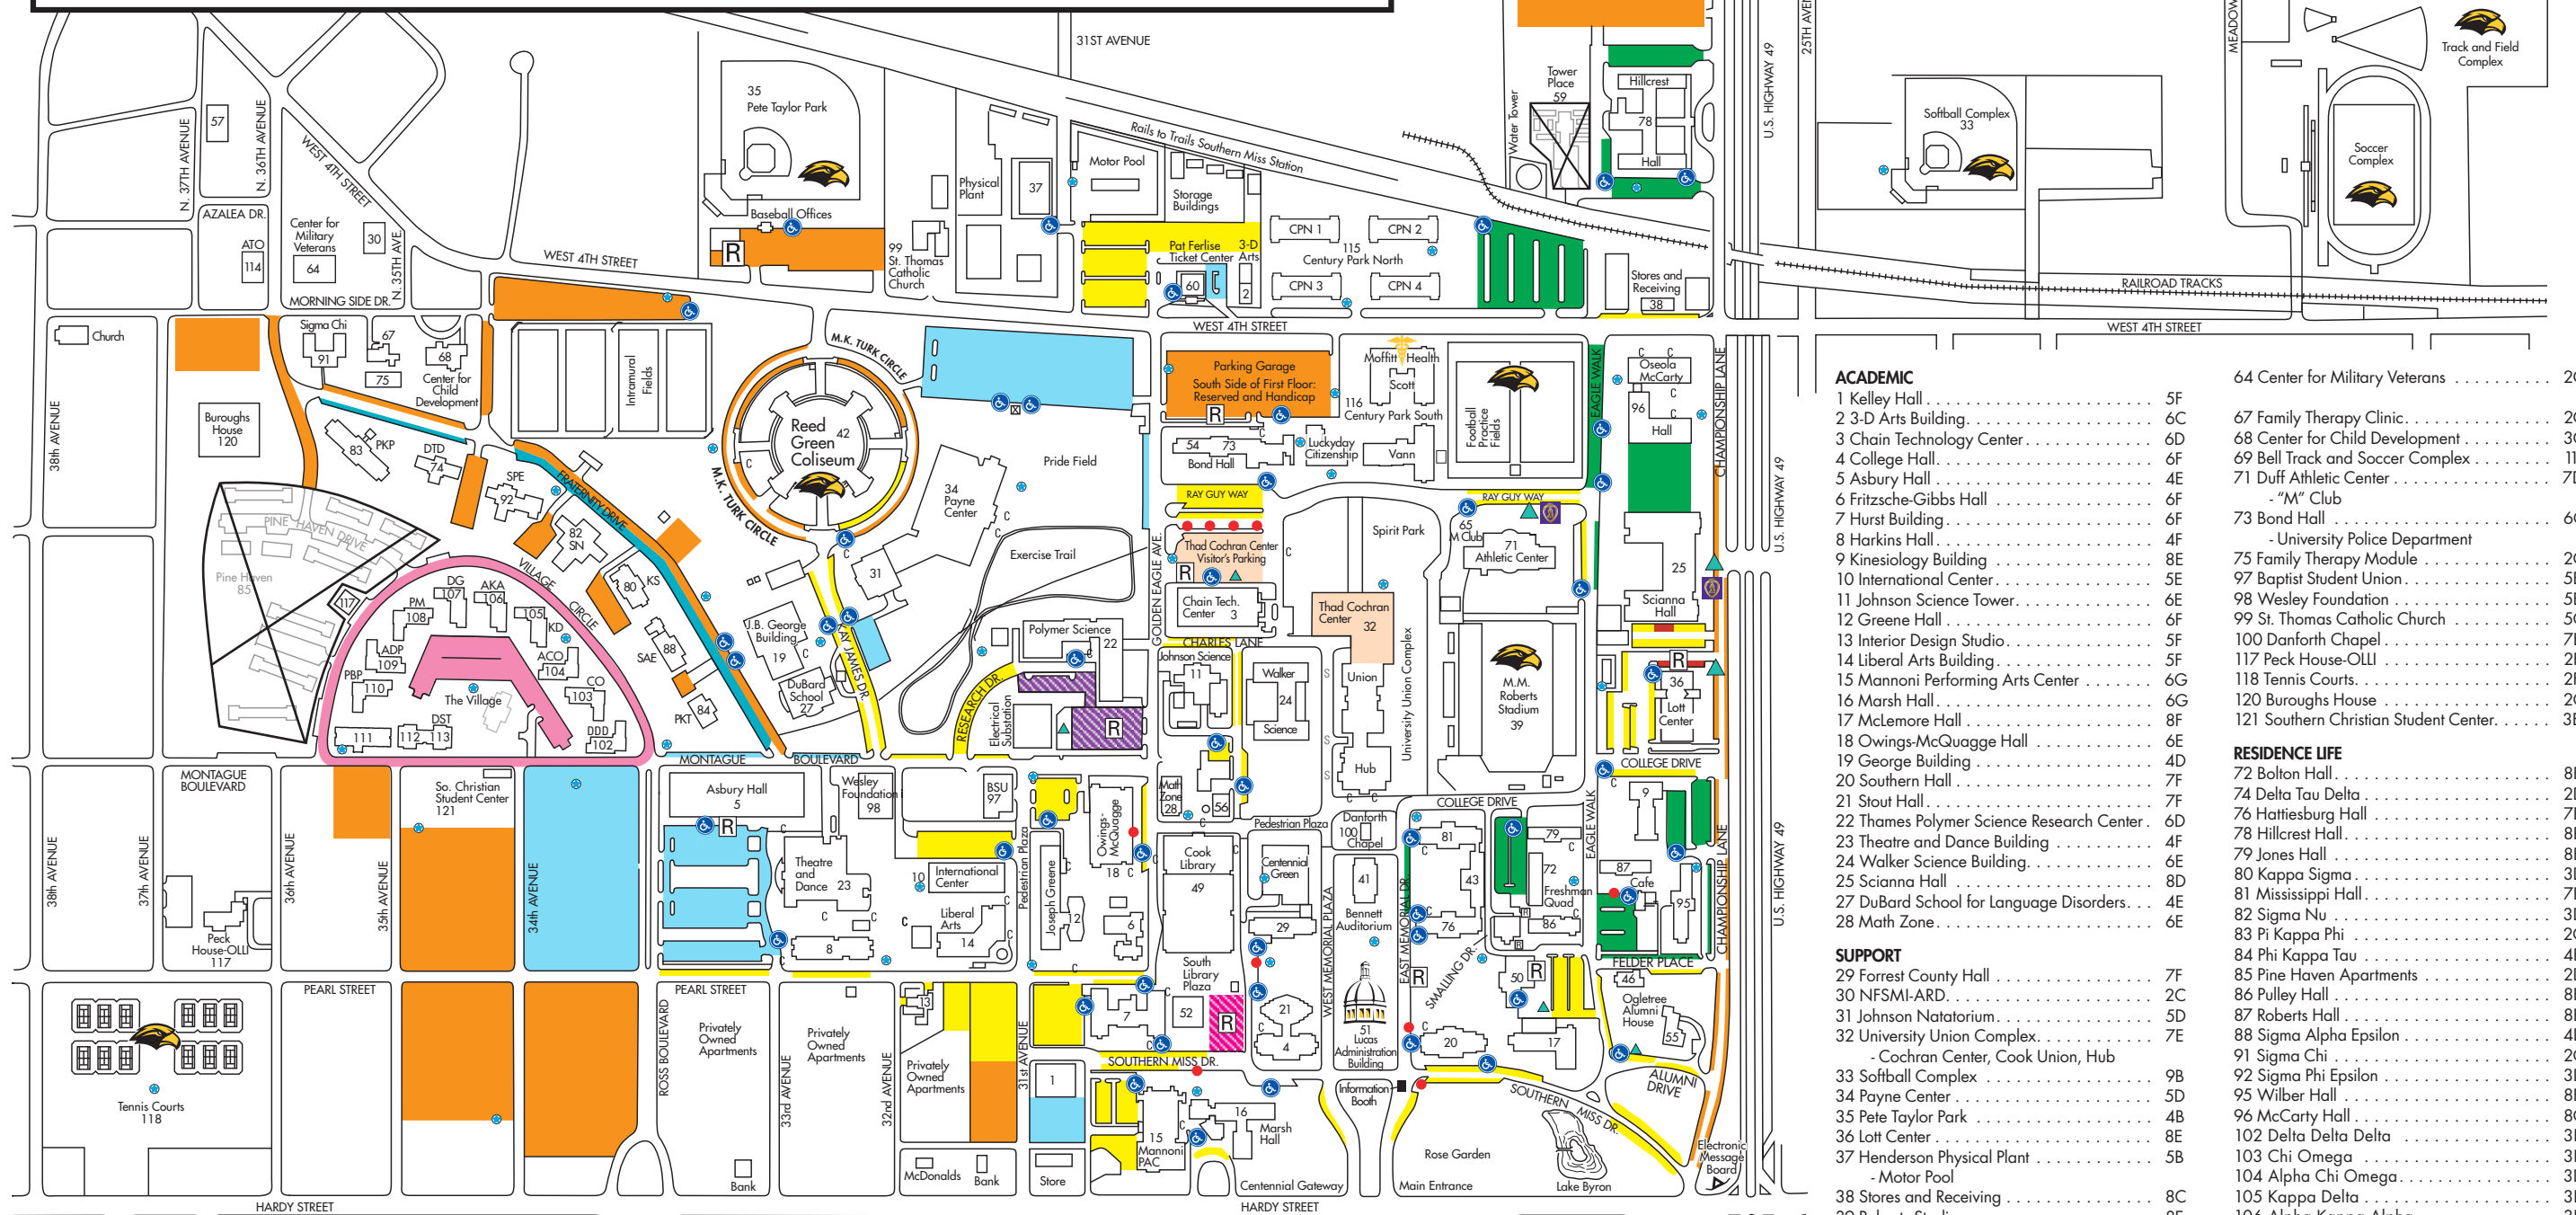 31ST AVENUE
25TH AVEN
MEADOW
Track and Field
Complex
U.S. HIGHWAY 49
Tower
Place
59
Water Tower
Hillcrest
78
Hall
35
Pete Taylor Park
Baseball Offices
R
57
N. 37TH AVENUE
N. 36TH AVENUE
WEST 4TH STREET
AZALEA DR.
ATO
114
Center for
Military
Veterans
64
30
N. 35TH AVE.
MORNING SIDE DR.
WEST 4TH STREET
99
St. Thomas
Catholic
Church
Physical
Plant
37
Motor Pool
Rails to Trails Southern Miss Station
Storage
Buildings
Pat Ferlise
Ticket Center
3-D
Arts
60
2
CPN 1
CPN 2
115
Century Park North
CPN 3
CPN 4
Stores and
Receiving
38
Softball Complex
33
Soccer
Complex
RAILROAD TRACKS
WEST 4TH STREET
WEST 4TH STREET
Church
38TH AVENUE
Buroughs
House
120
Sigma Chi
91
67
75
68
Center for
Child
Development
Intramural
Fields
M.K. TURK CIRCLE
Reed
Green
Coliseum
42
C
M.K. TURK CIRCLE
34
Payne
Center
C
C
Pride Field
Exercise Trail
Parking Garage
South Side of First Floor:
Reserved and Handicap
R
Moffitt Health
Scott
116
Century Park South
Vann
54
73
Bond Hall
C
Luckyday
Citizenship
Football
Practice
Fields
EAGLE WALK
C
C
Oseola
McCarty
96
Hall
CHAMPIONSHIP LANE
U.S. HIGHWAY 49
RAY GUY WAY
RAY GUY WAY
Spirit Park
65
M Club
71
Athletic Center
25
Scianna
Hall
Thad Cochran Center
Visitor's Parking
R
C
Chain Tech.
Center
3
GOLDEN EAGLE AVE.
CHARLES LANE
Thad Cochran
Center
32
University Union Complex
Union
Hub
S
S
S
C
C
M.M.
Roberts
Stadium
39
R
36
Lott
Center
COLLEGE DRIVE
COLLEGE DRIVE
83
PKP
DTD
74
SPE
92
FRATERNITY DRIVE
82
SN
80
KS
SAE
88
PKT
84
PINE HAVEN DRIVE
Pine Haven
85
117
VILLAGE
CIRCLE
DG
107
AKA
106
PM
108
105
KD
ADP
109
PBP
110
ACO
104
CO
103
The Village
DST
111
112
113
DDD
102
31
C
J.B. George
Building
19
C
RAY JAMES DR.
DuBard
School
27
Polymer Science
22
Electrical
Substation
R
RESEARCH DR.
Johnson Science
11
Walker
24
Science
Math
Zone
28
56
MONTAGUE
BOULEVARD
MONTAGUE
BOULEVARD
38th AVENUE
37th AVENUE
36th AVENUE
35th AVENUE
34th AVENUE
So. Christian
Student Center
121
Peck
House-OLLI
117
Asbury Hall
5
R
C
Wesley
Foundation
98
BSU
97
Theatre
and
Dance
23
C
C
8
C
International
Center
10
C
Liberal
Arts
14
C
C
Pedestrian Plaza
Joseph Greene
C
12
C
Owings-
McQuagge
18
C
6
Cook
Library
49
C
C
South
Library
Plaza
Pedestrian Plaza
Centennial
Green
29
Danforth
100
Chapel
41
Bennett
Auditorium
WEST MEMORIAL PLAZA
EAST MEMORIAL DR.
R
81
43
76
SMALLING DR.
79
C
72
Freshman
Quad
86
R
R
50
R
EAGLE WALK
9
C
87
Cafe
95
C
CHAMPIONSHIP LANE
U.S. HIGHWAY 49
FELDER PLACE
46
Ogletree
Alumni
House
55
ALUMNI
DRIVE
PEARL STREET
PEARL STREET
ROSS BOULEVARD
Tennis Courts
118
Privately
Owned
Apartments
Privately
Owned
Apartments
Privately
Owned
Apartments
33rd AVENUE
32nd AVENUE
31st AVENUE
13
7
C
52
R
21
C
4
C
51
Lucas
Administration
Building
20
C
17
SOUTHERN MISS DR.
SOUTHERN MISS DR.
1
15
Mannoni
PAC
C
16
Marsh
Hall
C
Information
Booth
Rose Garden
Lake Byron
Electronic
Message
Board
Bank
McDonalds
Bank
Store
Centennial Gateway
Main Entrance
HARDY STREET
HARDY STREET
ACADEMIC
1 Kelley Hall 5F
2 3-D Arts Building 6C
3 Chain Technology Center 6D
4 College Hall 6F
5 Asbury Hall 4E
6 Fritzsche-Gibbs Hall 6F
7 Hurst Building 6F
8 Harkins Hall 4F
9 Kinesiology Building 8E
10 International Center 5E
11 Johnson Science Tower 6E
12 Greene Hall 6F
13 Interior Design Studio 5F
14 Liberal Arts Building 5F
15 Mannoni Performing Arts Center 6G
16 Marsh Hall 6G
17 McLemore Hall 8F
18 Owings-McQuagge Hall 6E
19 George Building 4D
20 Southern Hall 7F
21 Stout Hall 7F
22 Thames Polymer Science Research Center 6D
23 Theatre and Dance Building 4F
24 Walker Science Building 6E
25 Scianna Hall 8D
27 DuBard School for Language Disorders 4E
28 Math Zone 6E
SUPPORT
29 Forrest County Hall 7F
30 NFSMI-ARD 2C
31 Johnson Natatorium 5D
32 University Union Complex 7E
- Cochran Center, Cook Union, Hub
33 Softball Complex 9B
34 Payne Center 5D
35 Pete Taylor Park 4B
36 Lott Center 8E
37 Henderson Physical Plant 5B
- Motor Pool
38 Stores and Receiving 8C
64 Center for Military Veterans
67 Family Therapy Clinic
68 Center for Child Development
69 Bell Track and Soccer Complex
71 Duff Athletic Center
- "M" Club
73 Bond Hall
- University Police Department
75 Family Therapy Module
97 Baptist Student Union
98 Wesley Foundation
99 St. Thomas Catholic Church
100 Danforth Chapel
117 Peck House-OLLI
118 Tennis Courts
120 Buroughs House
121 Southern Christian Student Center
RESIDENCE LIFE
72 Bolton Hall
74 Delta Tau Delta
76 Hattiesburg Hall
78 Hillcrest Hall
79 Jones Hall
80 Kappa Sigma
81 Mississippi Hall
82 Sigma Nu
83 Pi Kappa Phi
84 Phi Kappa Tau
85 Pine Haven Apartments
86 Pulley Hall
87 Roberts Hall
88 Sigma Alpha Epsilon
91 Sigma Chi
92 Sigma Phi Epsilon
95 Wilber Hall
96 McCarty Hall
102 Delta Delta Delta
103 Chi Omega
104 Alpha Chi Omega
105 Kappa Delta